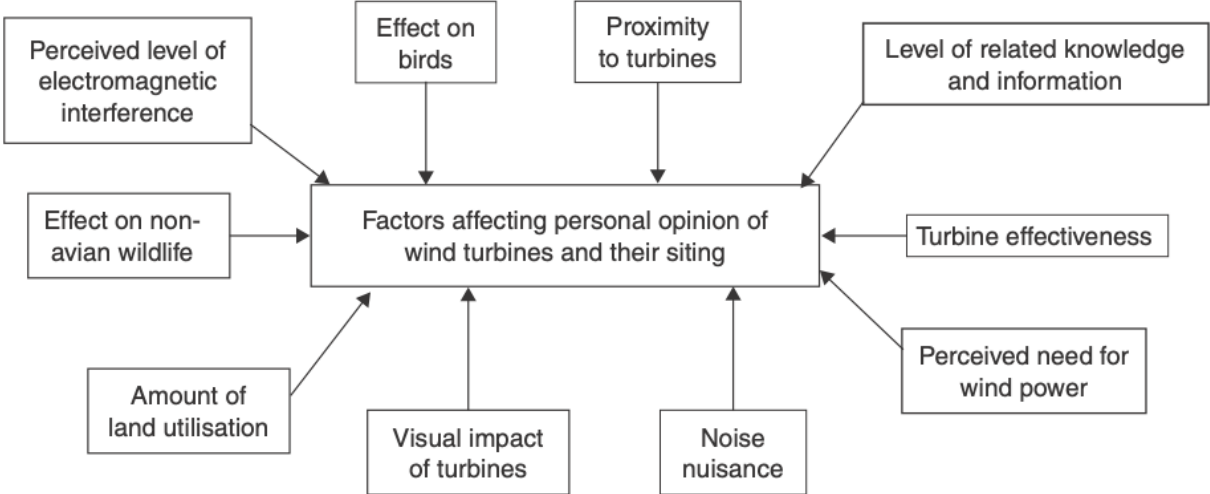 Perceived level of
electromagnetic
interference
Effect on
birds
Proximity
to turbines
Level of related knowledge
and information
Effect on non-
avian wildlife
Factors affecting personal opinion of
wind turbines and their siting
Turbine effectiveness
Amount of
land utilisation
Visual impact
of turbines
Noise
nuisance
Perceived need for
wind power